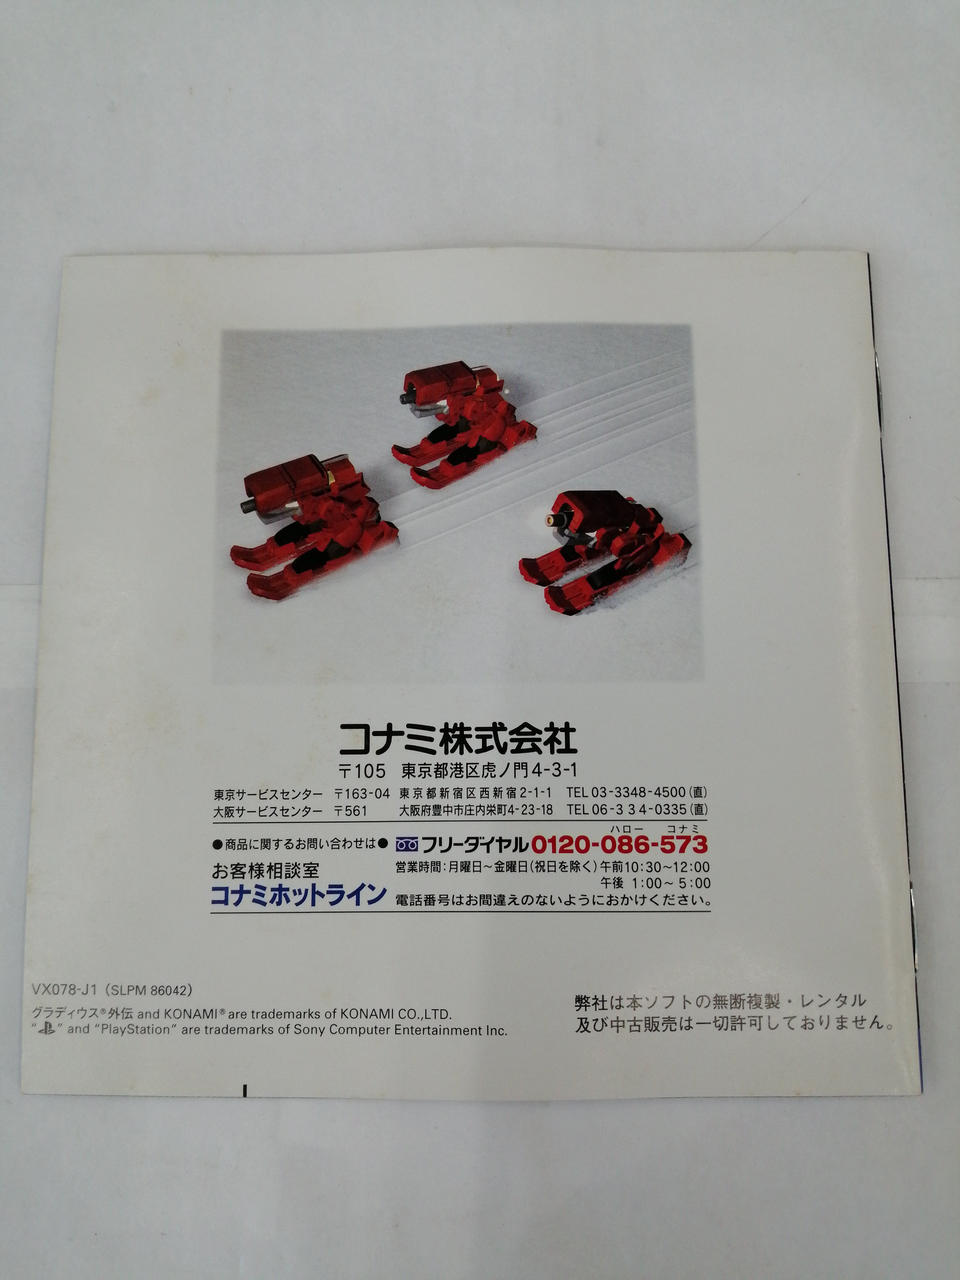 コナミ株式会社
〒105 東京都港区虎ノ門4-3-1
東京サービスセンター 〒163-04 東京都新宿区西新宿2-1-1 TEL 03-3348-4500(直)
大阪サービスセンター 〒561 大阪府豊中市庄内栄町4-23-18 TEL 06-334-0335(直)
ハロー コナミ
●商品に関するお問い合わせは● フリーダイヤル 0120-086-573
お客様相談室 営業時間:月曜日〜金曜日(祝日を除く)午前10:30〜12:00
午後 1:00〜5:00
コナミホットライン 電話番号はお間違えのないようにおかけください。
VX078-J1 (SLPM 86042)
グラディウス®外伝 and KONAMI® are trademarks of KONAMI CO.,LTD.
“ ” and “PlayStation” are trademarks of Sony Computer Entertainment Inc.
弊社は本ソフトの無断複製・レンタル
及び中古販売は一切許可しておりません。